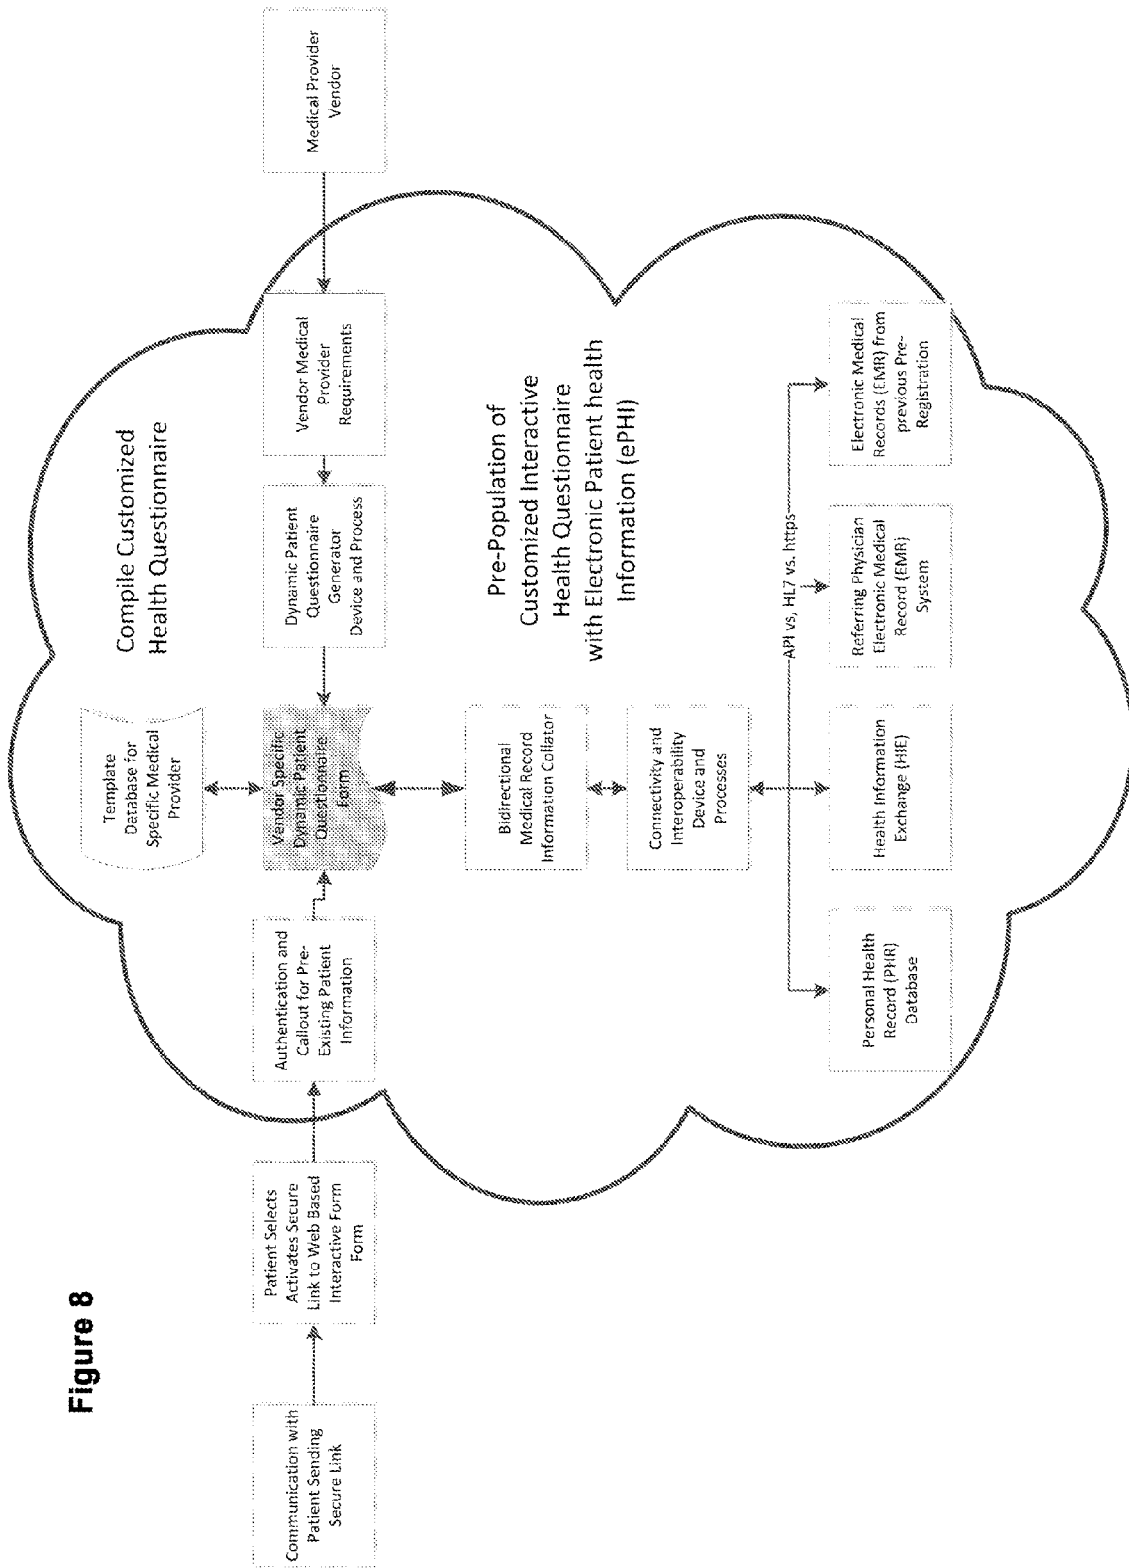 Figure 8
Compile Customized
Health Questionnaire
Template
Database for
Specific Medical
Provider
Communication with
Patient Sending
Secure Link
Patient Selects
Activates Secure
Link to Web Based
Interactive Form
Form
Authentication and
Callout for Pre-
Existing Patient
Information
Vendor Specific
Dynamic Patient
Questionnaire
Form
Dynamic Patient
Questionnaire
Generator
Device and Process
Vendor Medical
Provider
Requirements
Medical Provider
Vendor
Pre-Population of
Customized Interactive
Health Questionnaire
with Electronic Patient health
Information (ePHI)
Bidirectional
Medical Record
Information Collator
Connectivity and
Interoperability
Device and
Processes
API vs, HL7 vs. https
Personal Health
Record (PHR)
Database
Health Information
Exchange (HIE)
Referring Physician
Electronic Medical
Record (EMR)
System
Electronic Medical
Records (EMR) from
previous Pre-
Registration